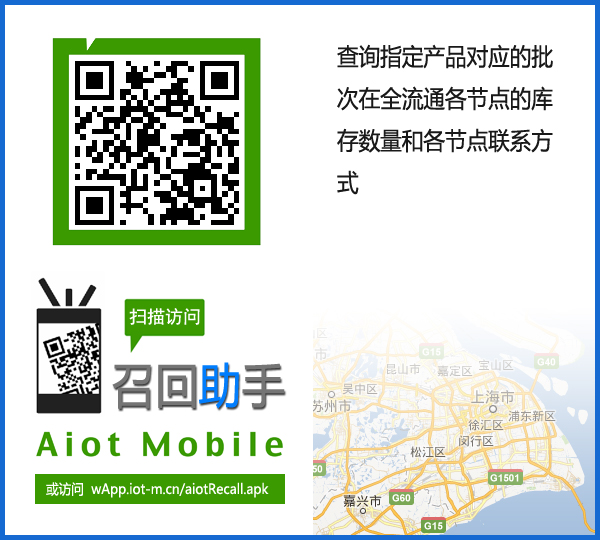 查询指定产品对应的批
次在全流通各节点的库
存数量和各节点联系方
式
扫描访问
召回助手
Aiot Mobile
或访问 wApp.iot-m.cn/aiotRecall.apk
G15
G40
昆山市
嘉定区
宝山区
吴中区
苏州市
上海市
浦东新区
徐汇区
闵行区
松江区
50
G1501
嘉兴市
G60
G15